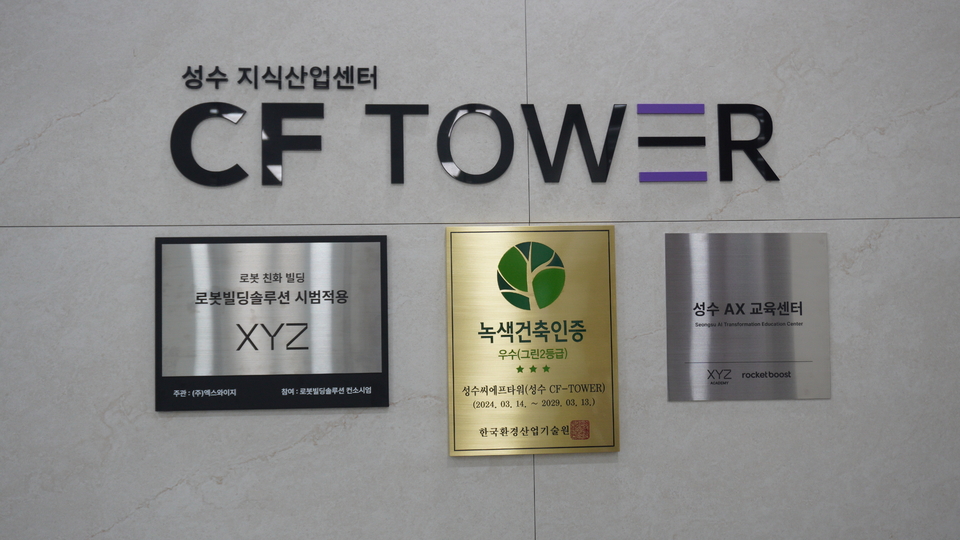 성수 지식산업센터
CF TOWER
로봇 친화 빌딩
로봇빌딩솔루션 시범적용
XYZ
주관 : (주)엑스와이지
참여 : 로봇빌딩솔루션 컨소시엄
녹색건축인증
우수(그린2등급)
★ ★ ★
성수씨에프타워(성수 CF-TOWER)
(2024. 03. 14. ~ 2029. 03. 13.)
한국환경산업기술원
성수 AX 교육센터
Seongsu AI Transformation Education Center
XYZ
ACADEMY
rocketboost